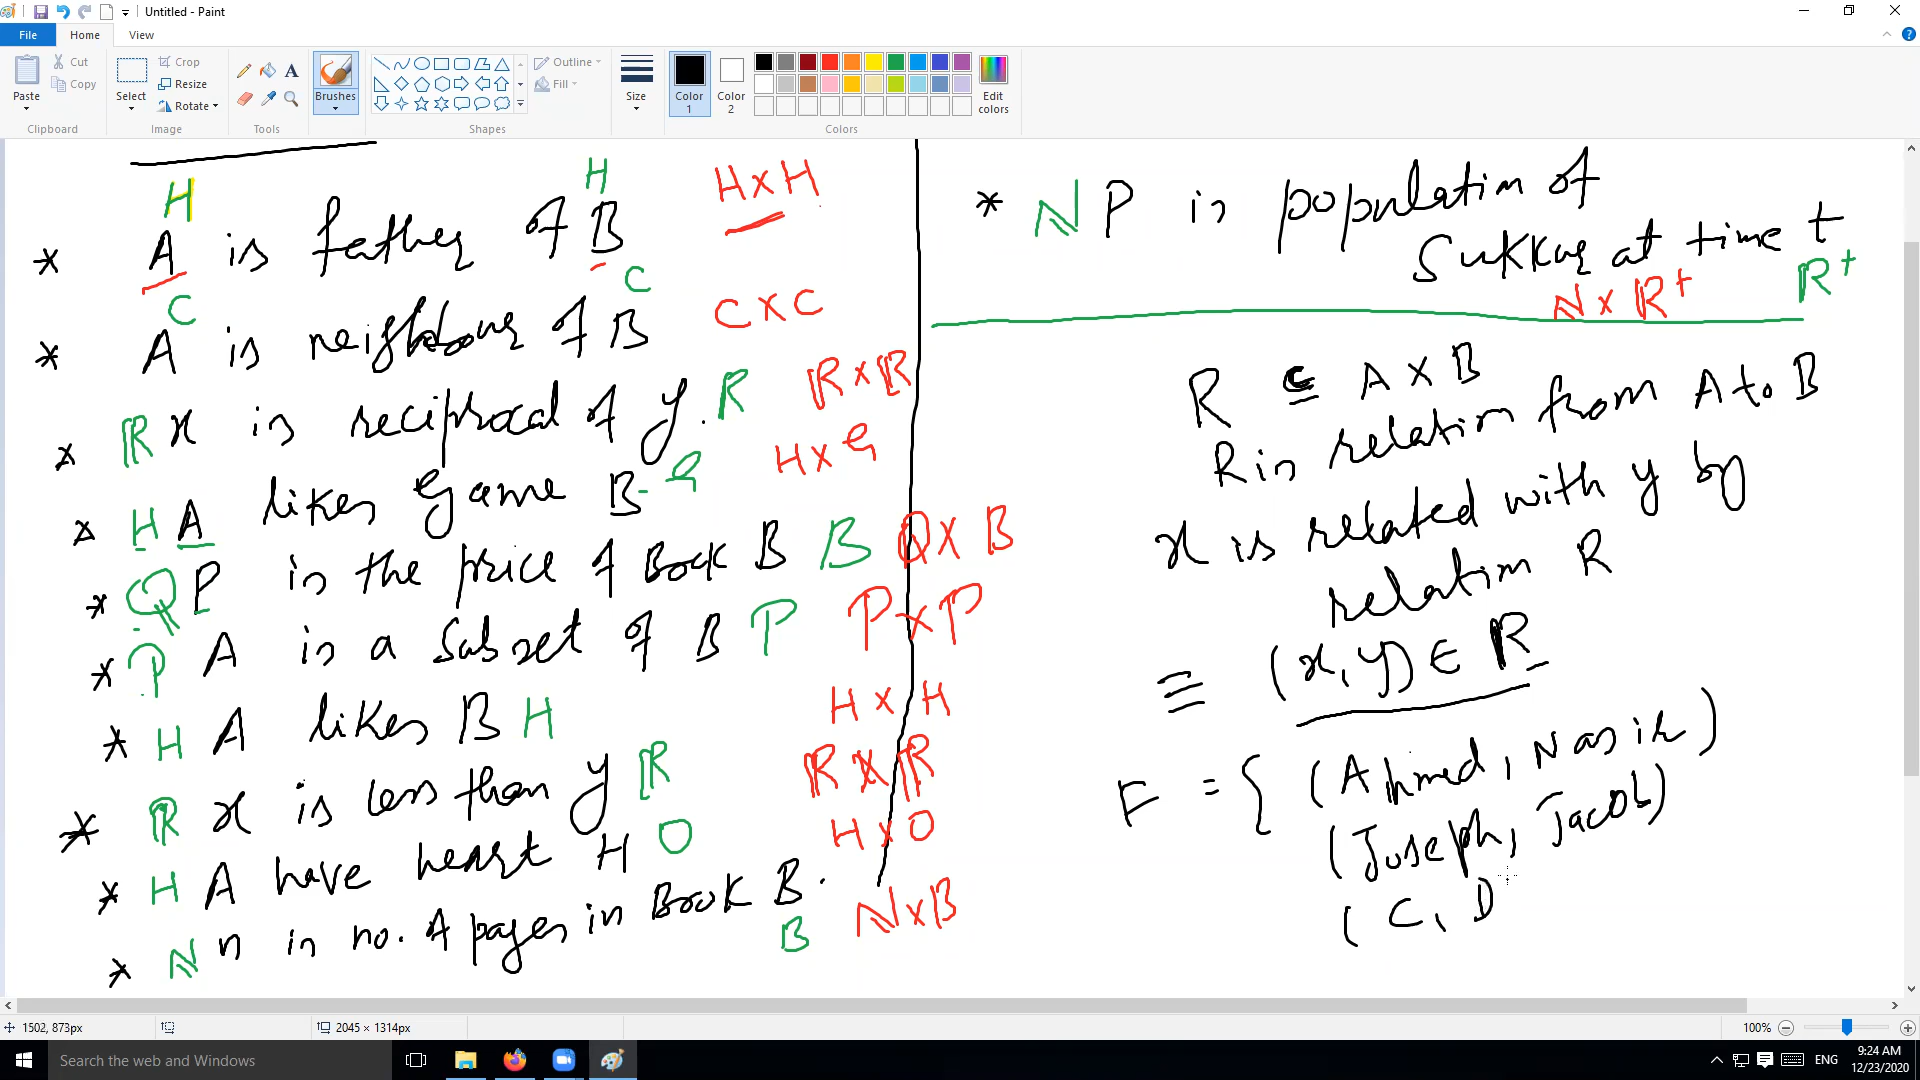 Untitled - Paint
File Home View
Paste Cut Copy Clipboard
Select Crop Resize Rotate Image
Tools
Brushes
Outline Fill Shapes
Size
Color 1 Color 2 Edit colors Colors
H H H x H
* A is father of B
C C C x C
* A is neighbour of B
* ℝ x is reciprocal of y. ℝ ℝ x ℝ
* H A likes Game B - G H x G
* Q P is the price of Book B B Q x B
* P A is a Subset of B P P x P
* H A likes B H H x H
* ℝ x is less than y ℝ ℝ x ℝ
* H A have heart H O H x O
* N n is no. of pages in Book B. B N x B
* N P is population of
Sukkur at time t
N x ℝ+ ℝ+
R ⊆ A x B
R is relation from A to B
x is related with y by
relation R
≡ (x, y) ∈ R
F = { (Ahmed, Nasir)
(Joseph, Jacob)
( C, D
1502, 873px 2045 × 1314px 100%
Search the web and Windows ENG 9:24 AM
12/23/2020